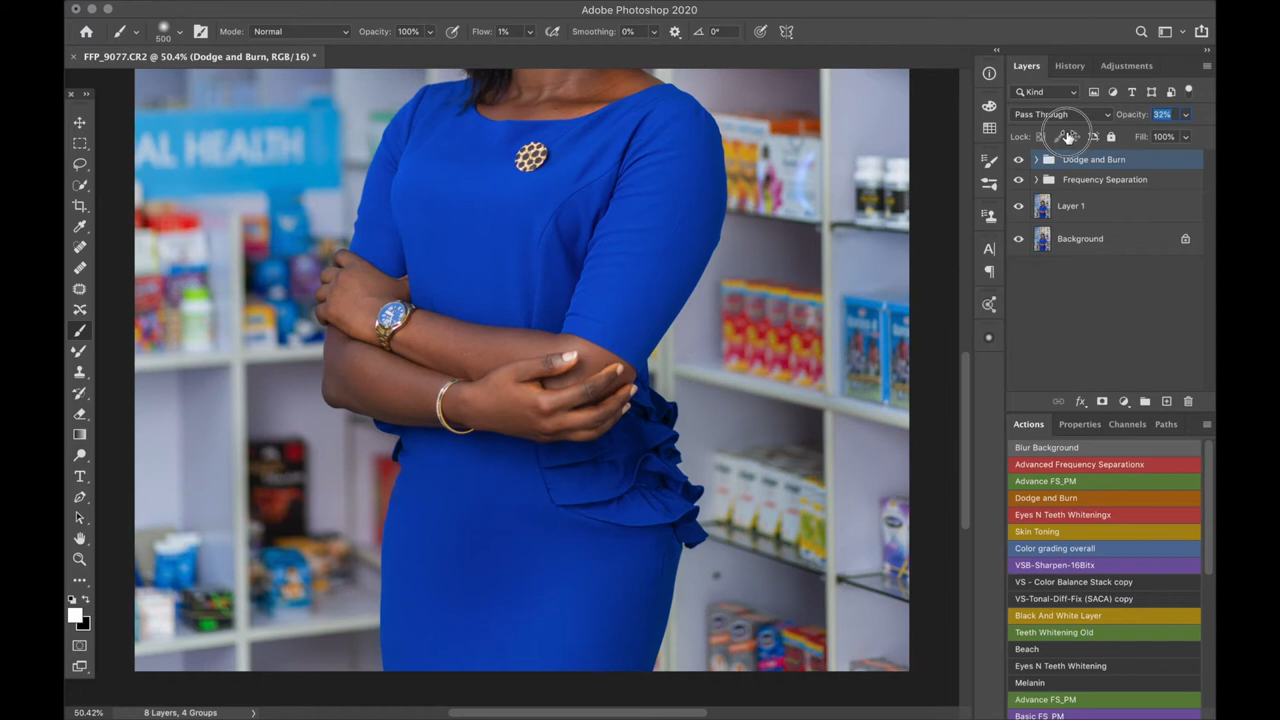 Adobe Photoshop 2020
500
Mode: Normal
Opacity: 100%
Flow: 1%
Smoothing: 0%
0°
FFP_9077.CR2 @ 50.4% (Dodge and Burn, RGB/16) *
Layers
History
Adjustments
Kind
Pass Through
Opacity: 32%
Lock:
Fill: 100%
Dodge and Burn
Frequency Separation
Layer 1
Background
TAL HEALTH
Actions
Properties
Channels
Paths
Blur Background
Advanced Frequency Separationx
Advance FS_PM
Dodge and Burn
Eyes N Teeth Whiteningx
Skin Toning
Color grading overall
VSB-Sharpen-16Bitx
VS - Color Balance Stack copy
VS-Tonal-Diff-Fix (SACA) copy
Black And White Layer
Teeth Whitening Old
Beach
Eyes N Teeth Whitening
Melanin
Advance FS_PM
Basic FS_PM
50.42%
8 Layers, 4 Groups